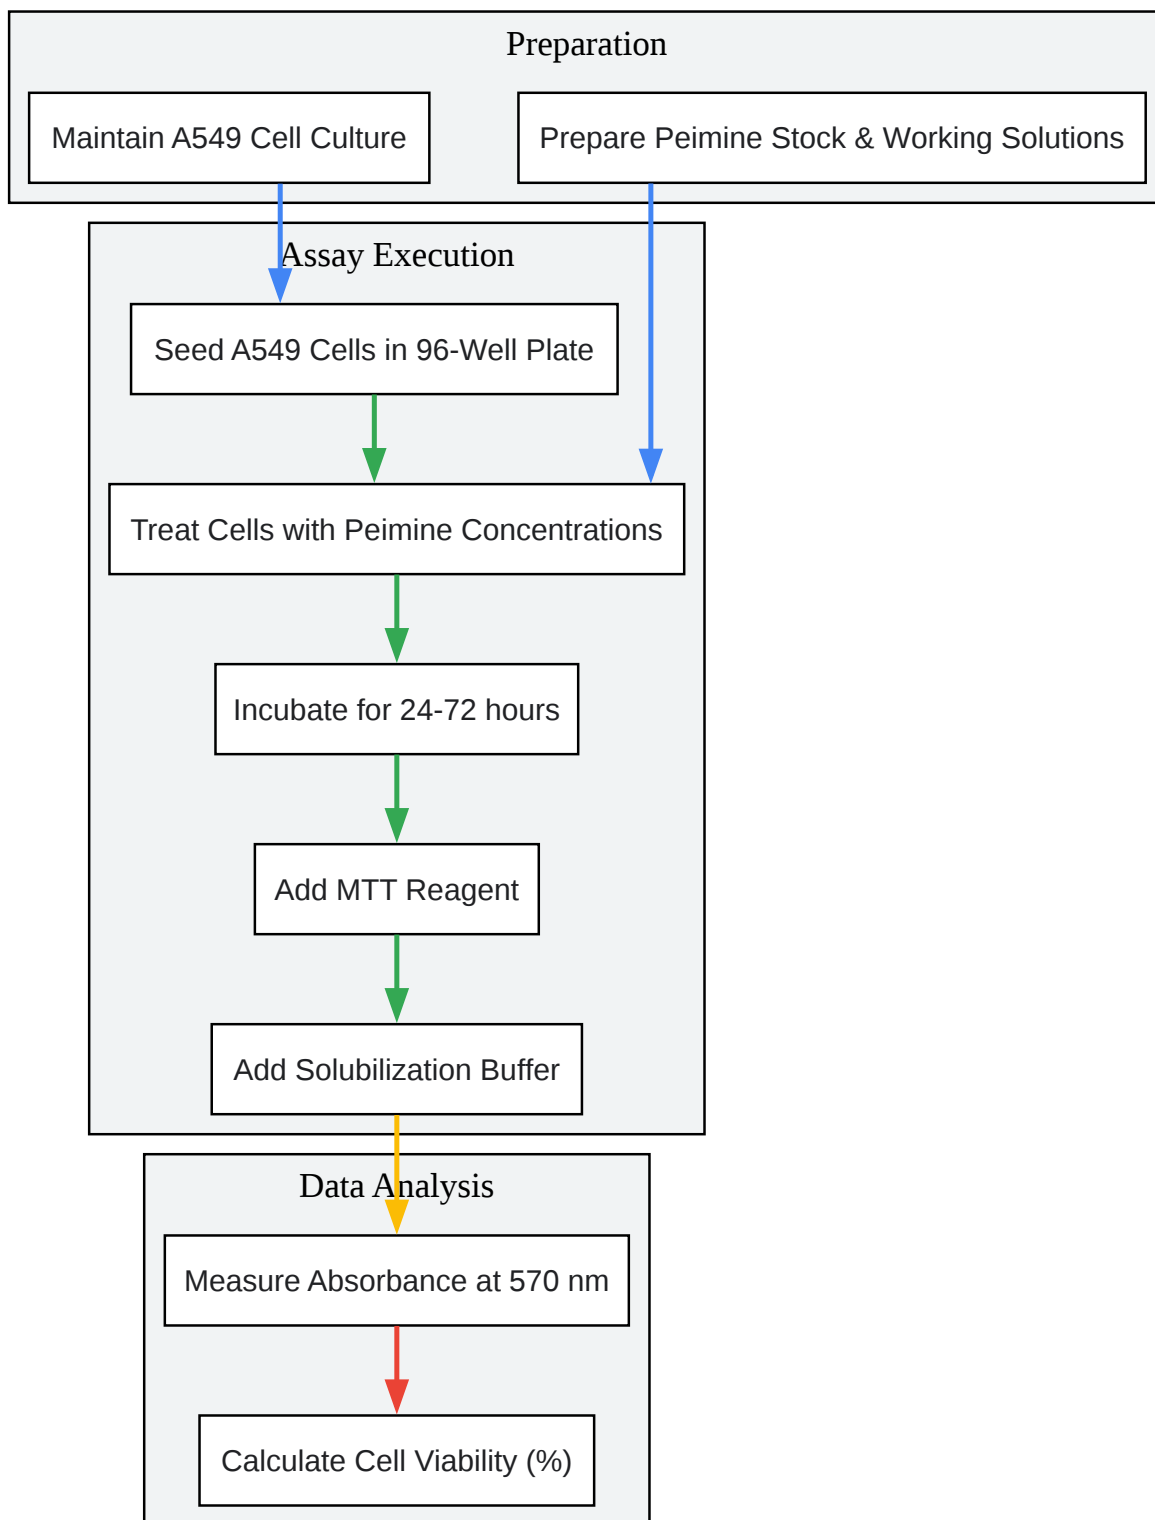 Preparation
Maintain A549 Cell Culture
Prepare Peimine Stock & Working Solutions
Assay Execution
Seed A549 Cells in 96-Well Plate
Treat Cells with Peimine Concentrations
Incubate for 24-72 hours
Add MTT Reagent
Add Solubilization Buffer
Data Analysis
Measure Absorbance at 570 nm
Calculate Cell Viability (%)